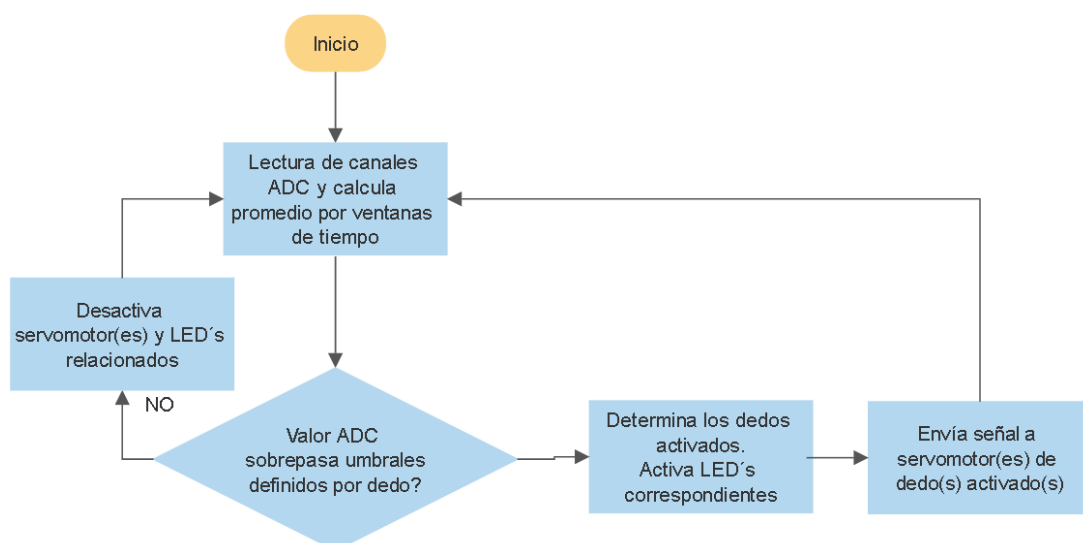 Inicio
Lectura de canales
ADC y calcula
promedio por ventanas
de tiempo
Desactiva
servomotor(es) y LED´s
relacionados
NO
Valor ADC
sobrepasa umbrales
definidos por dedo?
Determina los dedos
activados.
Activa LED´s
correspondientes
Envía señal a
servomotor(es) de
dedo(s) activado(s)